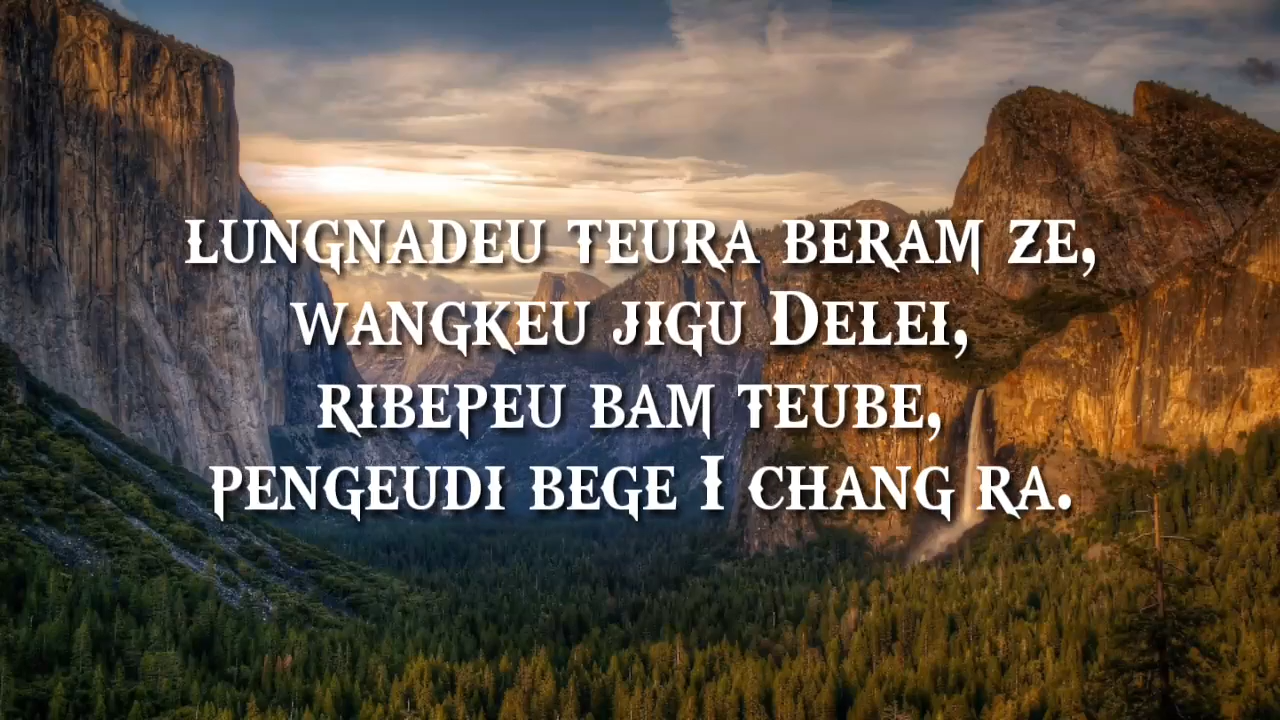 lungnadeu teura beram ze,
wangkeu jigu Delei,
ribepeu bam teube,
pengeudi bege I chang ra.